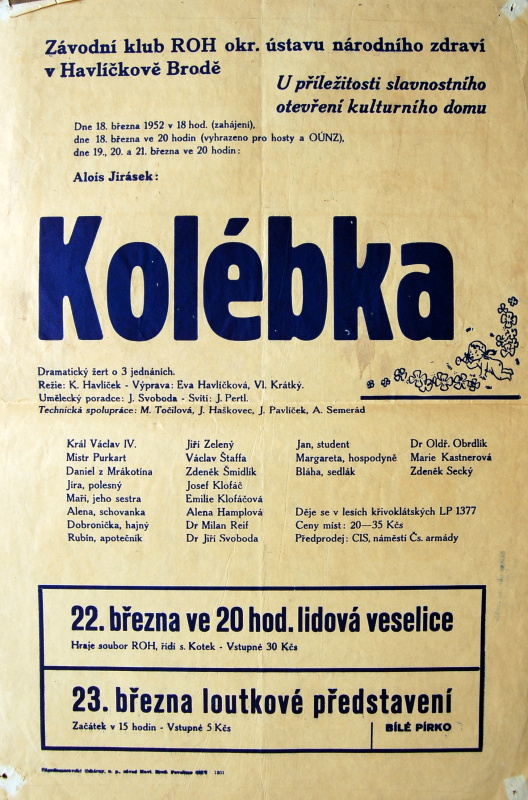 Závodní klub ROH okr. ústavu národního zdraví
v Havlíčkově Brodě
U příležitosti slavnostního
otevření kulturního domu
Dne 18. března 1952 v 18 hod. (zahájení),
dne 18. března ve 20 hodin (vyhrazeno pro hosty a OÚNZ),
dne 19., 20. a 21. března ve 20 hodin:
Alois Jirásek:
Kolébka
Dramatický žert o 3 jednáních.
Režie: K. Havlíček - Výprava: Eva Havlíčková, Vl. Krátký.
Umělecký poradce: J. Svoboda - Svítí: J. Pertl.
Technická spolupráce: M. Točilová, J. Haškovec, J. Pavlíček, A. Semerád
Král Václav IV. Jiří Zelený
Mistr Purkart Václav Štaffa
Daniel z Mrákotína Zdeněk Šmidlík
Jíra, polesný Josef Klofáč
Maří, jeho sestra Emilie Klofáčová
Alena, schovanka Alena Hamplová
Dobronička, hajný Dr Milan Reif
Rubín, apotečník Dr Jiří Svoboda
Jan, student Dr Oldř. Obrdlík
Margareta, hospodyně Marie Kastnerová
Bláha, sedlák Zdeněk Secký
Děje se v lesích křivoklátských LP 1377
Ceny míst: 20—35 Kčs
Předprodej: CIS, náměstí Čs. armády
22. března ve 20 hod. lidová veselice
Hraje soubor ROH, řídí s. Kotek - Vstupné 30 Kčs
23. března loutkové představení
Začátek v 15 hodin - Vstupné 5 Kčs
BÍLÉ PÍRKO